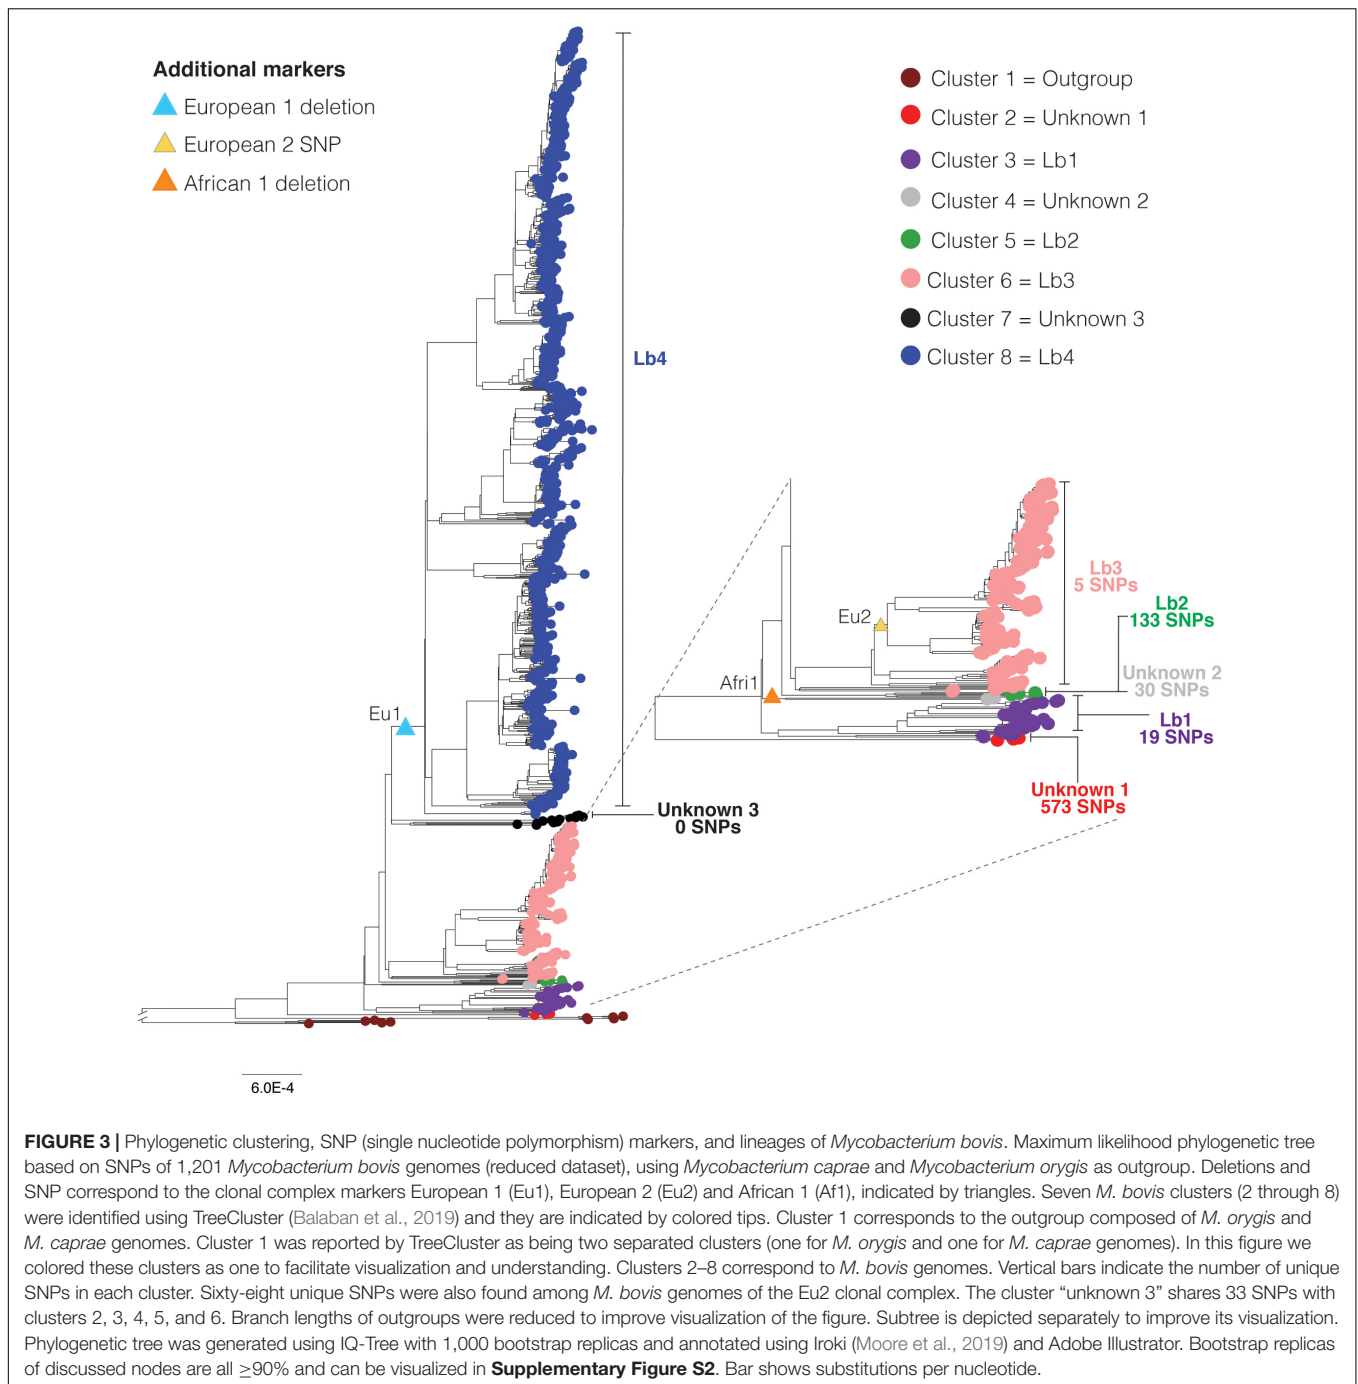 Additional markers
European 1 deletion
European 2 SNP
African 1 deletion
Cluster 1 = Outgroup
Cluster 2 = Unknown 1
Cluster 3 = Lb1
Cluster 4 = Unknown 2
Cluster 5 = Lb2
Cluster 6 = Lb3
Cluster 7 = Unknown 3
Cluster 8 = Lb4
Lb4
Eu1
Unknown 3
0 SNPs
Eu2
Afri1
Lb3
5 SNPs
Lb2
133 SNPs
Unknown 2
30 SNPs
Lb1
19 SNPs
Unknown 1
573 SNPs
6.0E-4
FIGURE 3 | Phylogenetic clustering, SNP (single nucleotide polymorphism) markers, and lineages of Mycobacterium bovis. Maximum likelihood phylogenetic tree
based on SNPs of 1,201 Mycobacterium bovis genomes (reduced dataset), using Mycobacterium caprae and Mycobacterium orygis as outgroup. Deletions and
SNP correspond to the clonal complex markers European 1 (Eu1), European 2 (Eu2) and African 1 (Af1), indicated by triangles. Seven M. bovis clusters (2 through 8)
were identified using TreeCluster (Balaban et al., 2019) and they are indicated by colored tips. Cluster 1 corresponds to the outgroup composed of M. orygis and
M. caprae genomes. Cluster 1 was reported by TreeCluster as being two separated clusters (one for M. orygis and one for M. caprae genomes). In this figure we
colored these clusters as one to facilitate visualization and understanding. Clusters 2–8 correspond to M. bovis genomes. Vertical bars indicate the number of unique
SNPs in each cluster. Sixty-eight unique SNPs were also found among M. bovis genomes of the Eu2 clonal complex. The cluster “unknown 3” shares 33 SNPs with
clusters 2, 3, 4, 5, and 6. Branch lengths of outgroups were reduced to improve visualization of the figure. Subtree is depicted separately to improve its visualization.
Phylogenetic tree was generated using IQ-Tree with 1,000 bootstrap replicas and annotated using Iroki (Moore et al., 2019) and Adobe Illustrator. Bootstrap replicas
of discussed nodes are all ≥90% and can be visualized in Supplementary Figure S2. Bar shows substitutions per nucleotide.